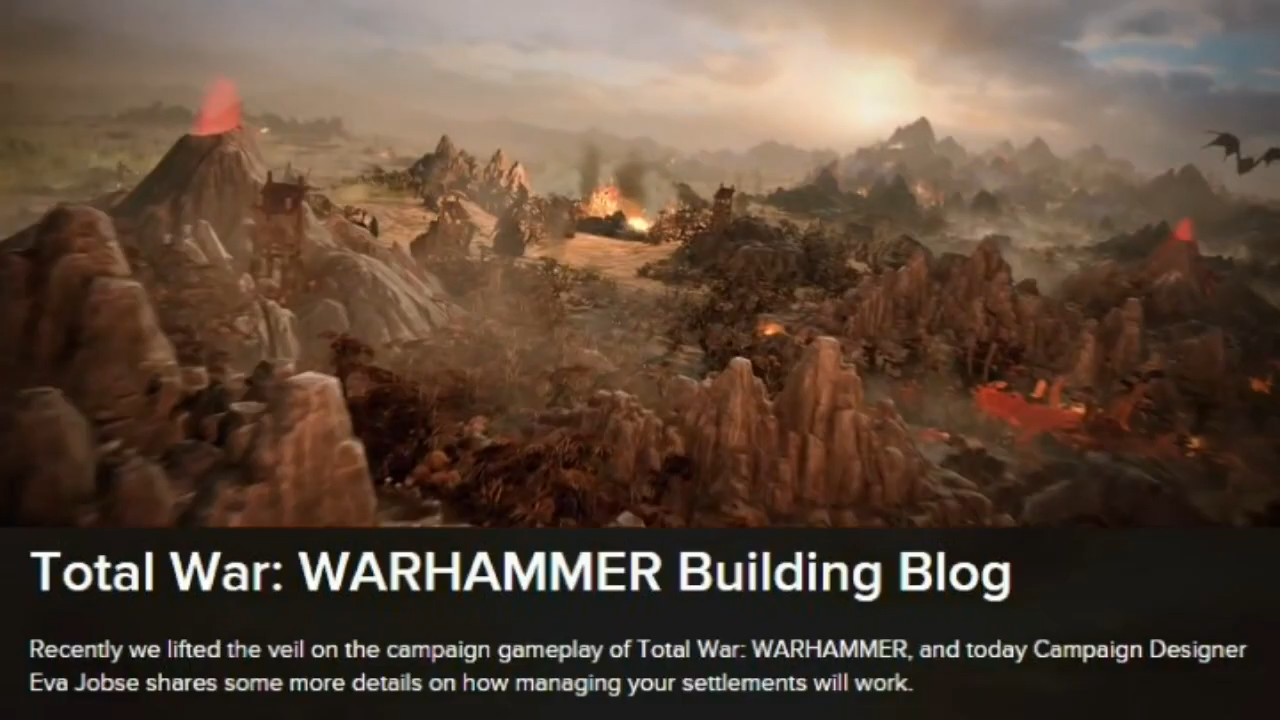 Total War: WARHAMMER Building Blog
Recently we lifted the veil on the campaign gameplay of Total War: WARHAMMER, and today Campaign Designer
Eva Jobse shares some more details on how managing your settlements will work.